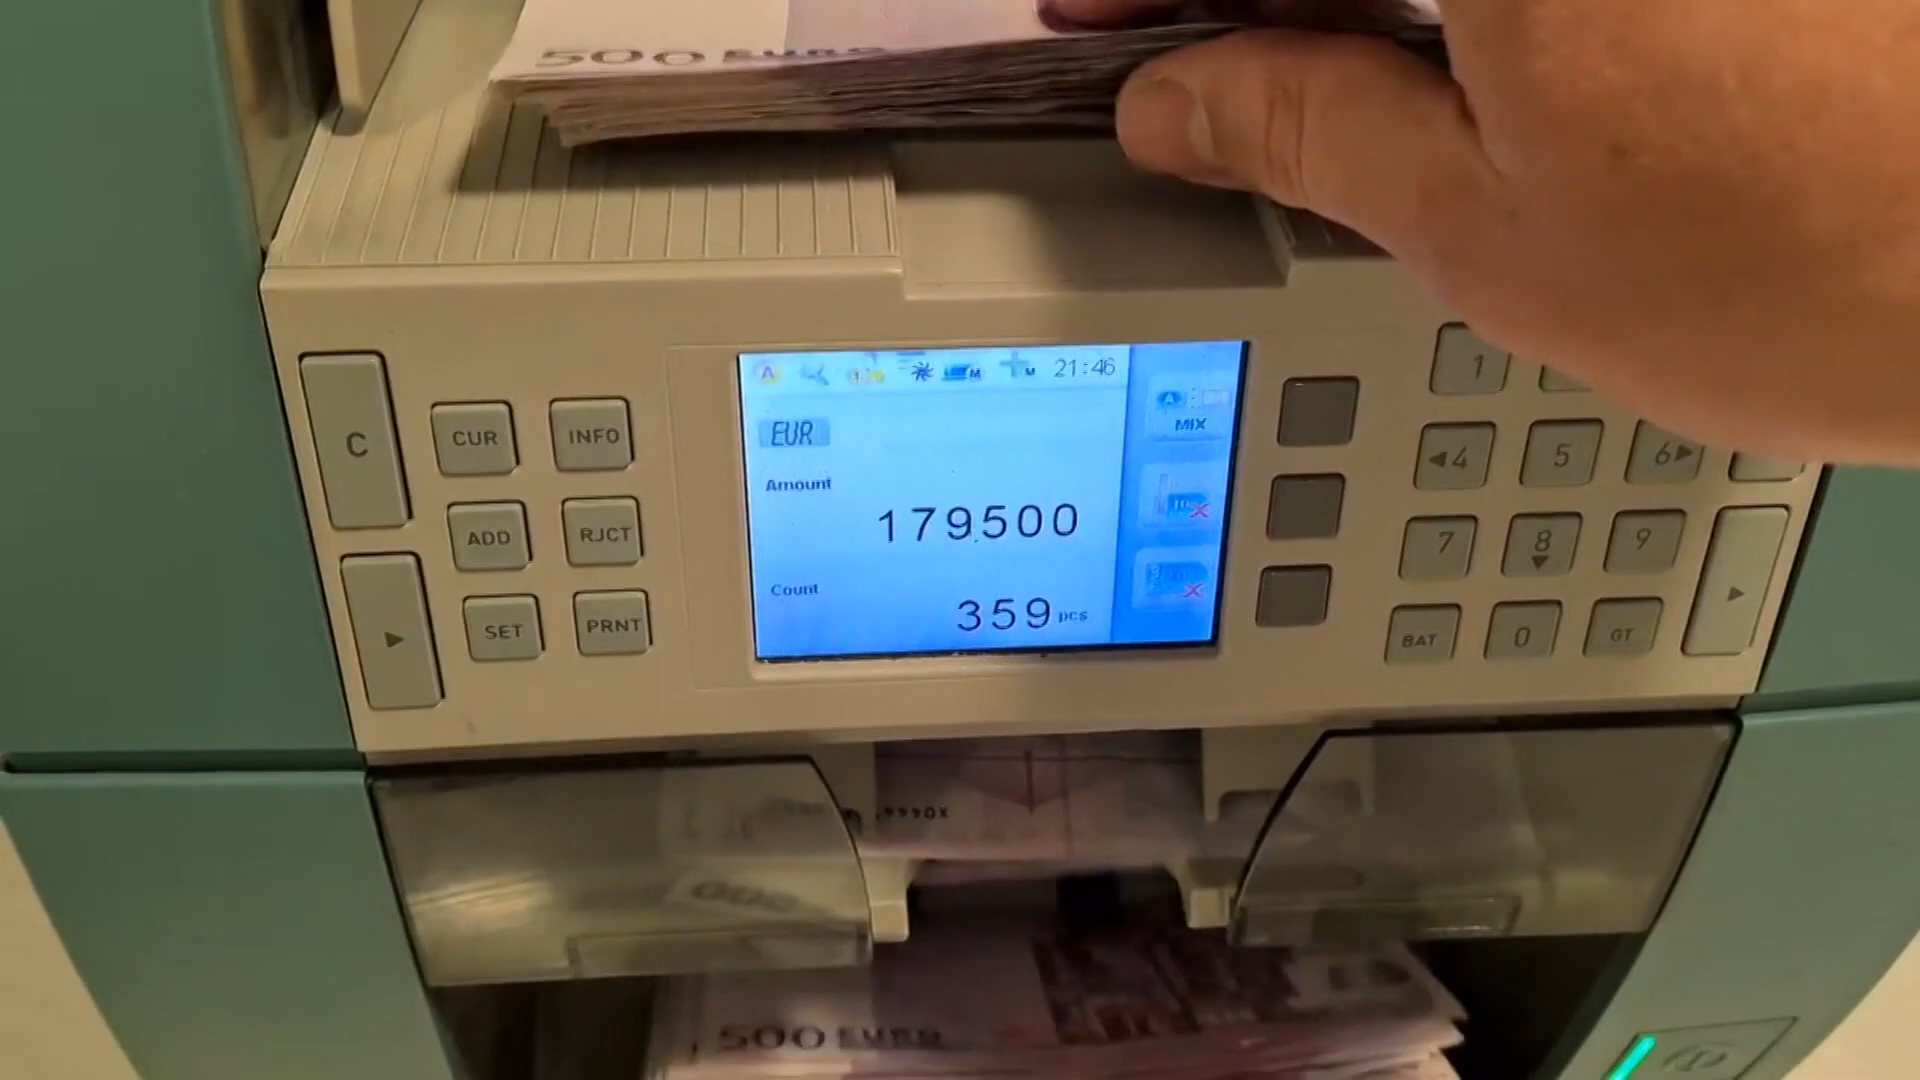 500 EURO
21:46
MIX
EUR
Amount
179500
Count
359 pcs
C
CUR
INFO
ADD
RJCT
SET
PRNT
1
4
5
6
7
8
9
BAT
0
GT
500 EURO